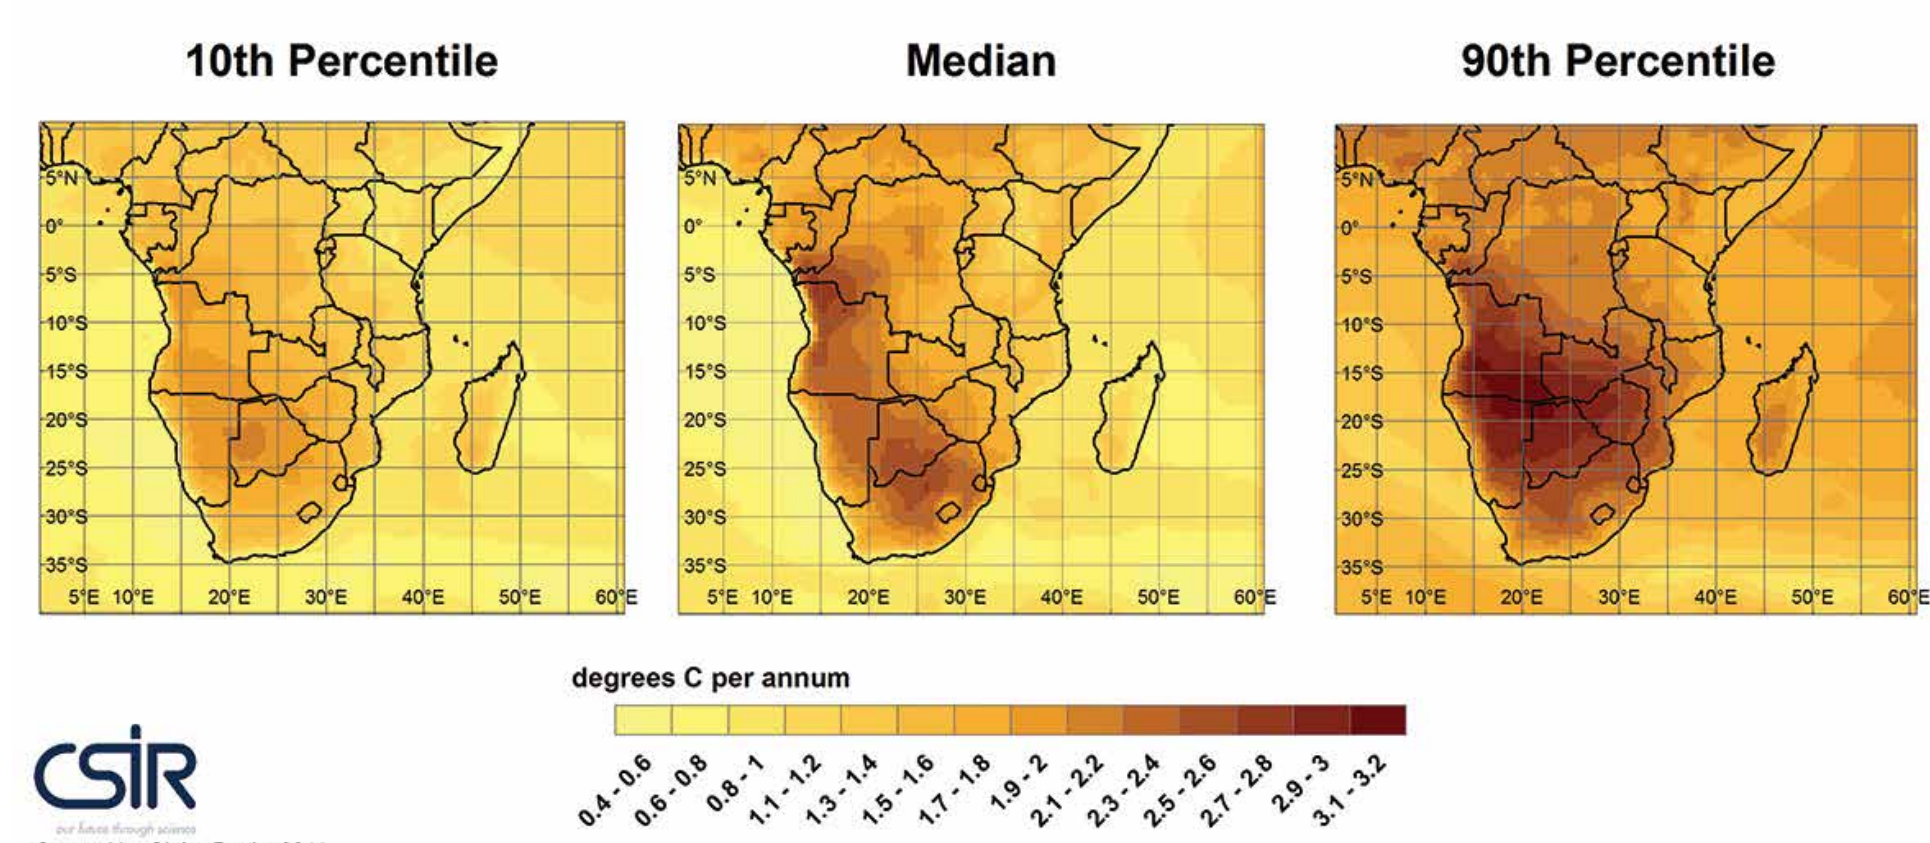 10th Percentile
Median
90th Percentile
5°N
0°
5°S
10°S
15°S
20°S
25°S
30°S
35°S
5°E 10°E 20°E 30°E 40°E 50°E 60°E
5°N
0°
5°S
10°S
15°S
20°S
25°S
30°S
35°S
5°E 10°E 20°E 30°E 40°E 50°E 60°E
5°N
0°
5°S
10°S
15°S
20°S
25°S
30°S
35°S
5°E 10°E 20°E 30°E 40°E 50°E 60°E
degrees C per annum
0.4 - 0.6
0.6 - 0.8
0.8 - 1
1.1 - 1.2
1.3 - 1.4
1.5 - 1.6
1.7 - 1.8
1.9 - 2
2.1 - 2.2
2.3 - 2.4
2.5 - 2.6
2.7 - 2.8
2.9 - 3
3.1 - 3.2
CSIR
our future through science